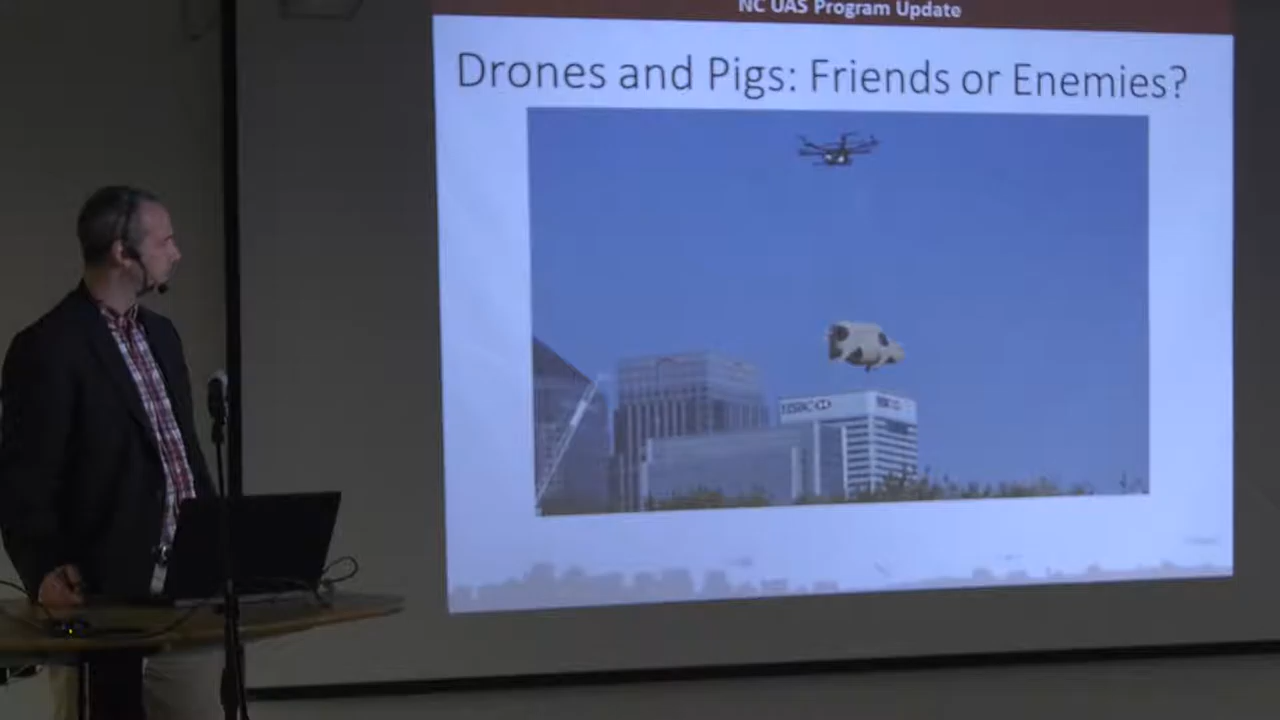 NC UAS Program Update
Drones and Pigs: Friends or Enemies?
HSBC